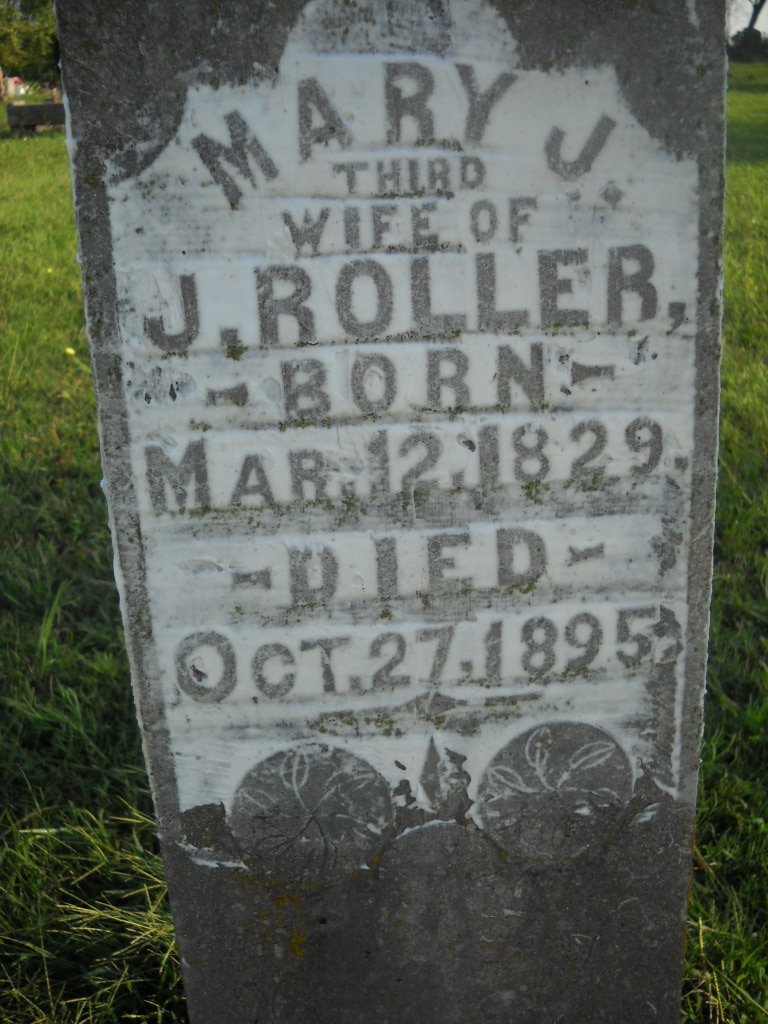 MARY J.
THIRD
WIFE OF
J. ROLLER,
BORN
MAR. 12, 1829.
DIED
OCT. 27, 1895